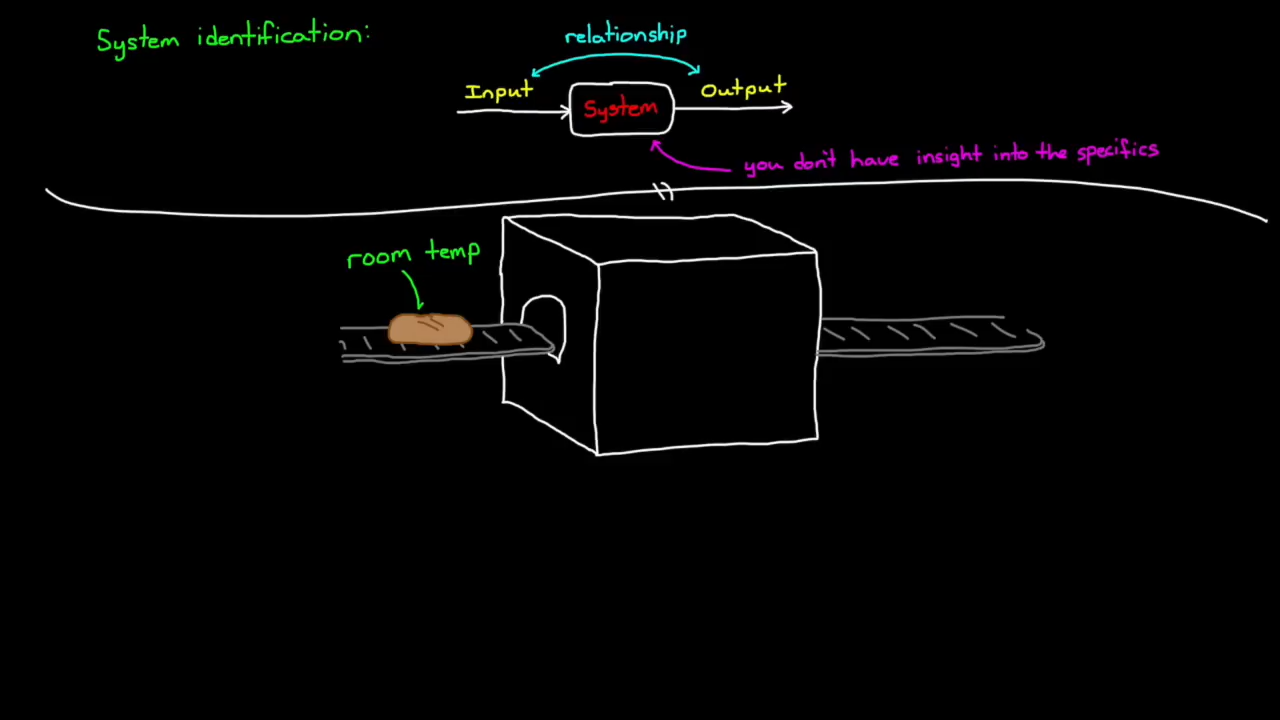 System identification:
relationship
Input
System
Output
you don't have insight into the specifics
room temp